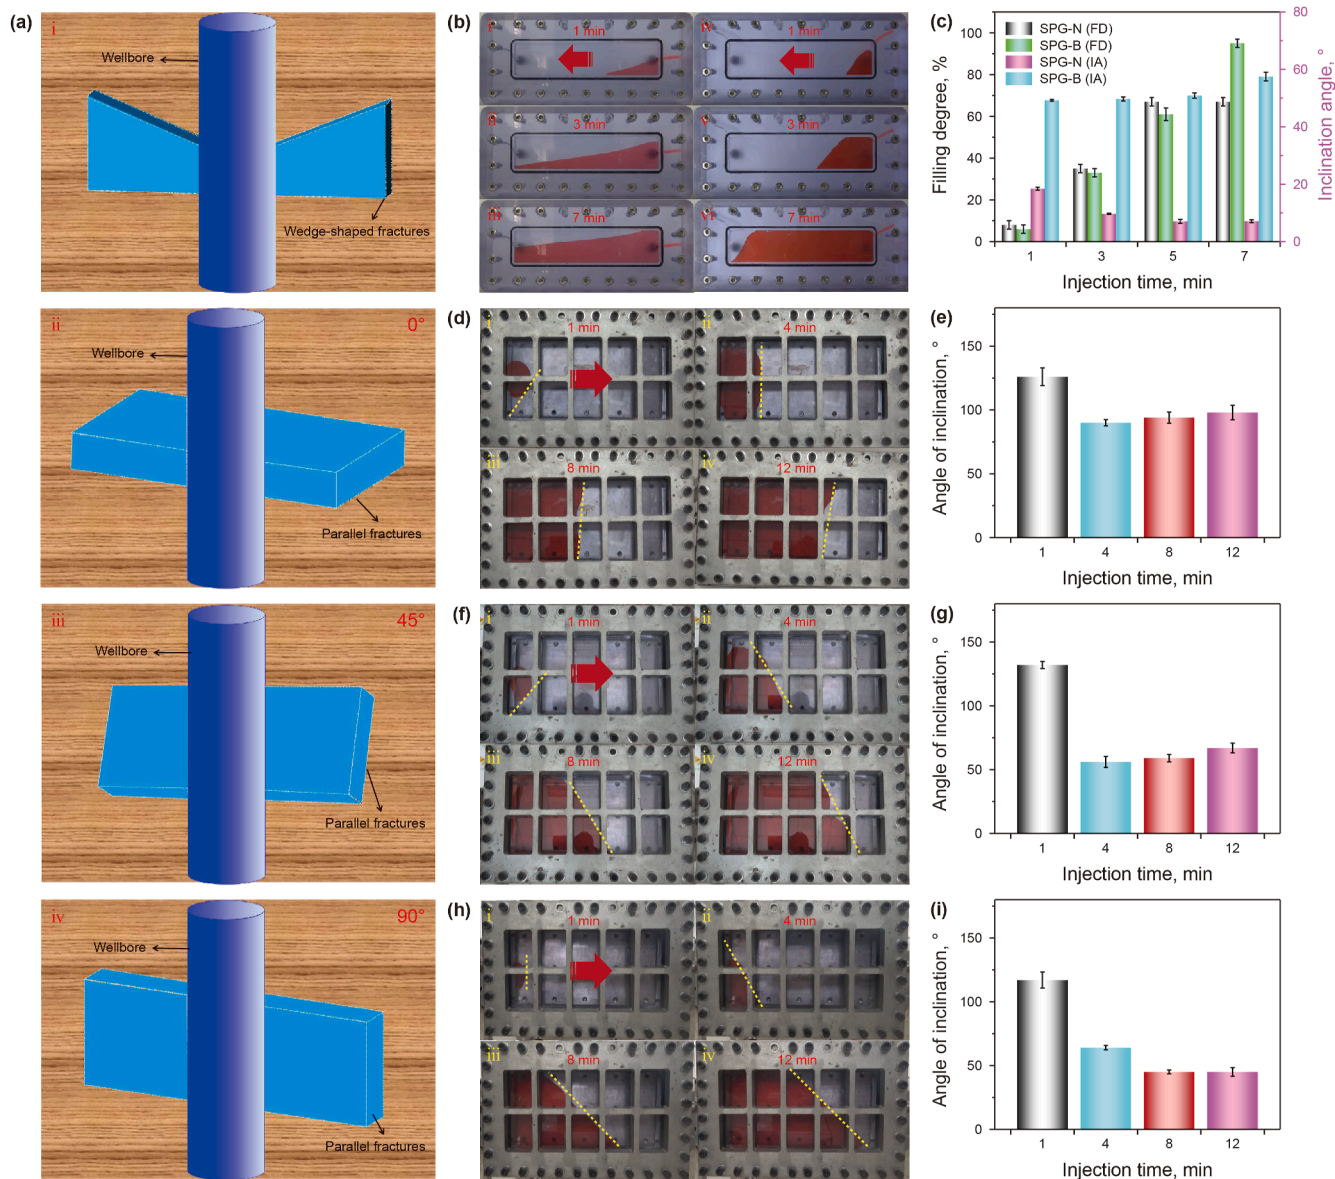 (a)
i
Wellbore
Wedge-shaped fractures
ii
0°
Wellbore
Parallel fractures
iii
45°
Wellbore
Parallel fractures
iv
90°
Wellbore
Parallel fractures
(b)
i
1 min
iv
1 min
ii
3 min
v
3 min
iii
7 min
vi
7 min
(c)
SPG-N (FD)
SPG-B (FD)
SPG-N (IA)
SPG-B (IA)
Filling degree, %
0
20
40
60
80
100
Inclination angle, °
0
20
40
60
80
1
3
5
7
Injection time, min
(d)
i
1 min
ii
4 min
iii
8 min
iv
12 min
(e)
Angle of inclination, °
0
50
100
150
1
4
8
12
Injection time, min
(f)
i
1 min
ii
4 min
iii
8 min
iv
12 min
(g)
Angle of inclination, °
0
50
100
150
1
4
8
12
Injection time, min
(h)
i
1 min
ii
4 min
iii
8 min
iv
12 min
(i)
Angle of inclination, °
0
50
100
150
1
4
8
12
Injection time, min